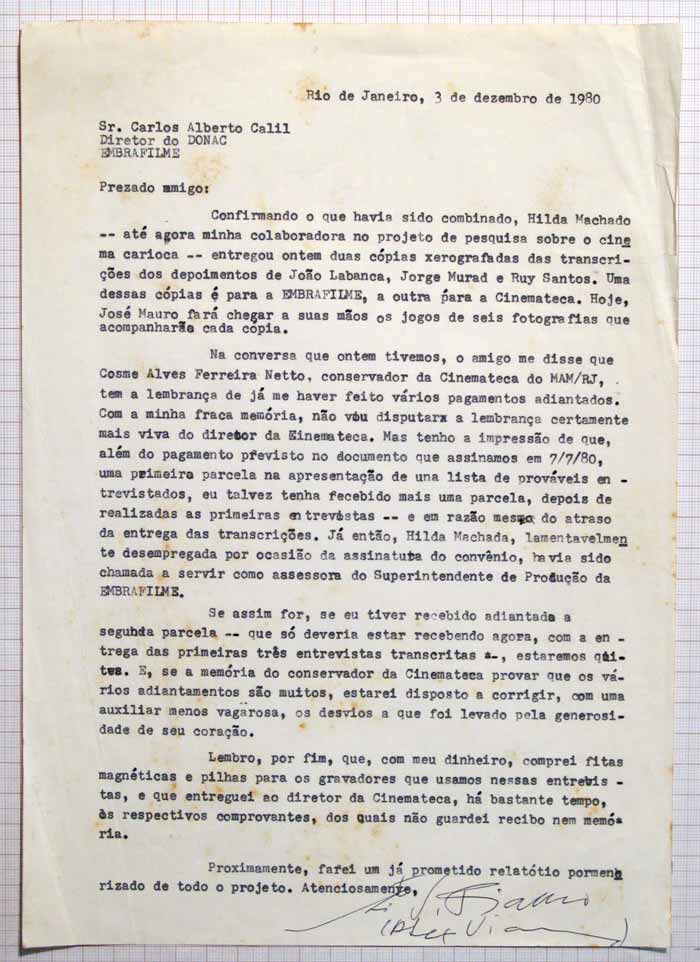 Rio de Janeiro, 3 de dezembro de 1980
Sr. Carlos Alberto Calil
Diretor do DONAC
EMBRAFILME
Prezado amigo:
Confirmando o que havia sido combinado, Hilda Machado
-- até agora minha colaboradora no projeto de pesquisa sobre o cine
ma carioca -- entregou ontem duas cópias xerografadas das transcri-
ções dos depoimentos de João Labanca, Jorge Murad e Ruy Santos. Uma
dessas cópias é para a EMBRAFILME, a outra para a Cinemateca. Hoje,
José Mauro fará chegar a suas mãos os jogos de seis fotografias que
acompanharão cada cópia.
Na conversa que ontem tivemos, o amigo me disse que
Cosme Alves Ferreira Netto, conservador da Cinemateca do MAM/RJ,
tem a lembrança de já me haver feito vários pagamentos adiantados.
Com a minha fraca memória, não vou disputarx a lembrança certamente
mais viva do diretor da Einemateca. Mas tenho a impressão de que,
além do pagamento previsto no documento que assinamos em 7/7/80,
uma primeira parcela na apresentação de una lista de prováveis en -
trevistados, eu talvez tenha recebido mais uma parcela, depois de
realizadas as primeiras entrevistas -- e em razão mesmo do atraso
da entrega das transcrições. Já então, Hilda Machada, lamentavelmen
te desempregada por ocasião da assinatuta do convênio, havia sido
chamada a servir como assessora do Superintendente de Produção da
EMBRAFILME.
Se assim for, se eu tiver recebido adiantada a
segunda parcela -- que só deveria estar recebendo agora, com a en -
trega das primeiras três entrevistas transcritas --, estaremos qui-
tes. E, se a memória do conservador da Cinemateca provar que os vá-
rios adiantamentos são muitos, estarei disposto a corrigir, com uma
auxiliar menos vagarosa, os desvios a que foi levado pela generosi-
dade de seu coração.
Lembro, por fim, que, com meu dinheiro, comprei fitas
magnéticas e pilhas para os gravadores que usamos nessas entrevis -
tas, e que entreguei ao diretor da Cinemateca, há bastante tempo,
às respectivos comprovantes, dos quais não guardei recibo nem memó-
ria.
Proximamente, farei um já prometido relatótio pormeno
rizado de todo o projeto. Atenciosamente,
(Alex Viany)